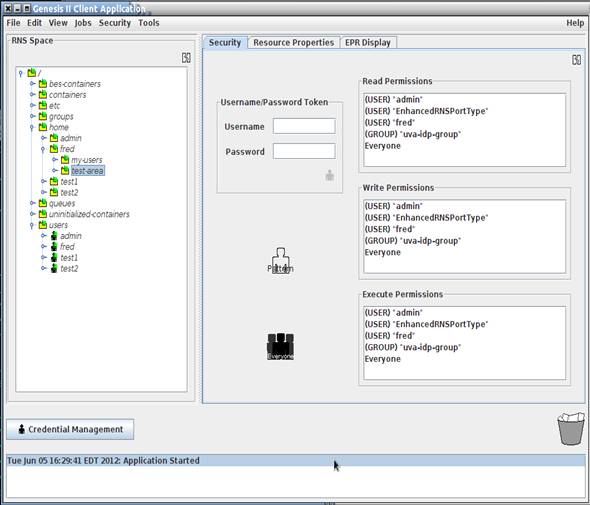 Genesis II Client Application
File Edit View Jobs Security Tools Help
RNS Space
/
bes-containers
containers
etc
groups
home
admin
fred
my-users
test-area
test1
test2
queues
uninitialized-containers
users
admin
fred
test1
test2
Security Resource Properties EPR Display
Username/Password Token
Username
Password
Pattern
Everyone
Read Permissions
(USER) "admin"
(USER) "EnhancedRNSPortType"
(USER) "fred"
(GROUP) "uva-idp-group"
Everyone
Write Permissions
(USER) "admin"
(USER) "EnhancedRNSPortType"
(USER) "fred"
(GROUP) "uva-idp-group"
Everyone
Execute Permissions
(USER) "admin"
(USER) "EnhancedRNSPortType"
(USER) "fred"
(GROUP) "uva-idp-group"
Everyone
Credential Management
Tue Jun 05 16:29:41 EDT 2012: Application Started